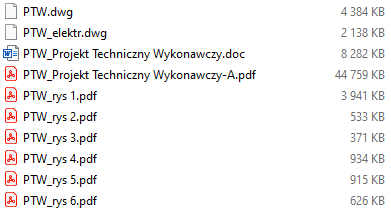 PTW.dwg 4 384 KB
PTW_elektr.dwg 2 138 KB
PTW_Projekt Techniczny Wykonawczy.doc 8 282 KB
PTW_Projekt Techniczny Wykonawczy-A.pdf 44 759 KB
PTW_rys 1.pdf 3 941 KB
PTW_rys 2.pdf 533 KB
PTW_rys 3.pdf 371 KB
PTW_rys 4.pdf 934 KB
PTW_rys 5.pdf 915 KB
PTW_rys 6.pdf 626 KB